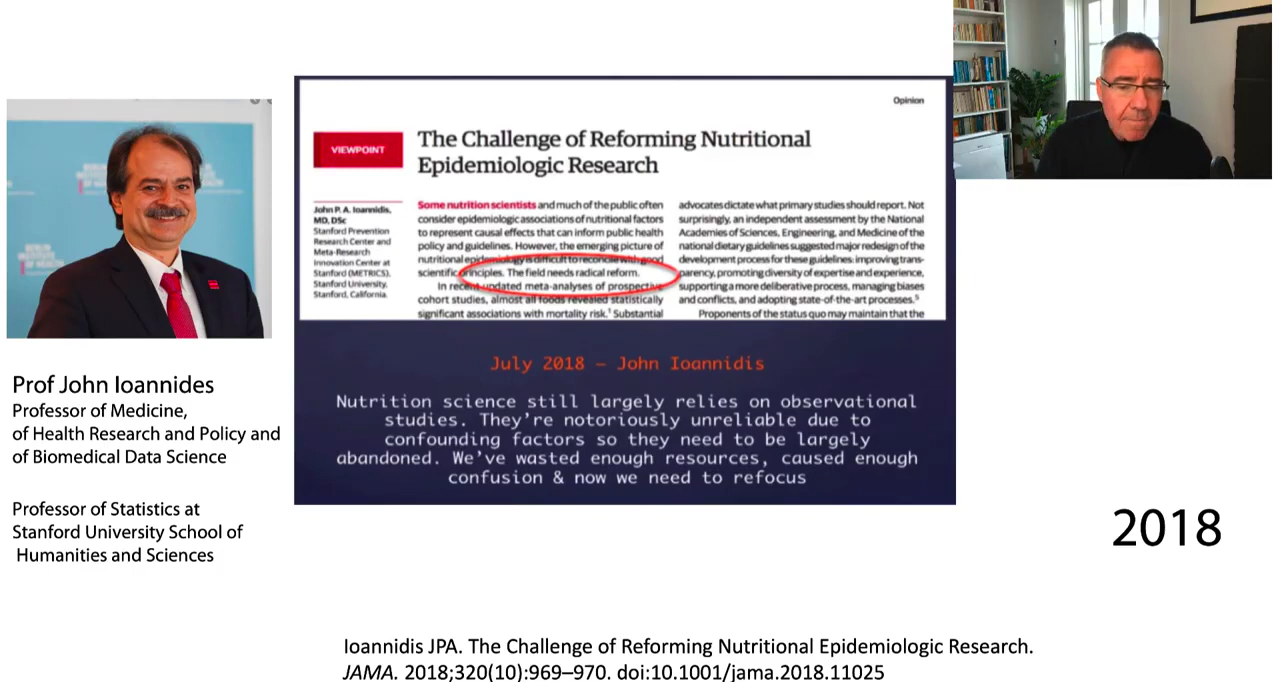 Opinion
VIEWPOINT
The Challenge of Reforming Nutritional
Epidemiologic Research
John P. A. Ioannidis,
MD, DSc
Stanford Prevention
Research Center and
Meta-Research
Innovation Center at
Stanford (METRICS),
Stanford University,
Stanford, California.
Some nutrition scientists and much of the public often
consider epidemiologic associations of nutritional factors
to represent causal effects that can inform public health
policy and guidelines. However, the emerging picture of
nutritional epidemiology is difficult to reconcile with good
scientific principles. The field needs radical reform.
In recent updated meta-analyses of prospective
cohort studies, almost all foods revealed statistically
significant associations with mortality risk.¹ Substantial
advocates dictate what primary studies should report. Not
surprisingly, an independent assessment by the National
Academies of Sciences, Engineering, and Medicine of the
national dietary guidelines suggested major redesign of the
development process for these guidelines: improving trans-
parency, promoting diversity of expertise and experience,
supporting a more deliberative process, managing biases
and conflicts, and adopting state-of-the-art processes.⁵
Proponents of the status quo may maintain that the
July 2018 – John Ioannidis
Nutrition science still largely relies on observational
studies. They're notoriously unreliable due to
confounding factors so they need to be largely
abandoned. We've wasted enough resources, caused enough
confusion & now we need to refocus
Prof John Ioannides
Professor of Medicine,
of Health Research and Policy and
of Biomedical Data Science
Professor of Statistics at
Stanford University School of
Humanities and Sciences
2018
Ioannidis JPA. The Challenge of Reforming Nutritional Epidemiologic Research.
JAMA. 2018;320(10):969–970. doi:10.1001/jama.2018.11025